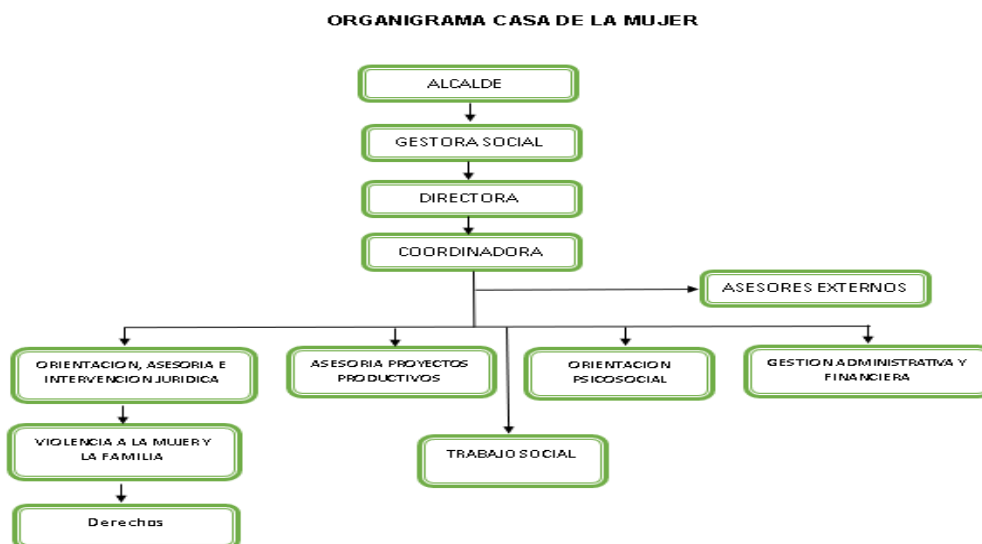 ORGANIGRAMA CASA DE LA MUJER
ALCALDE
GESTORA SOCIAL
DIRECTORA
COORDINADORA
ASESORES EXTERNOS
ORIENTACION, ASESORIA E
INTERVENCION JURIDICA
ASESORIA PROYECTOS
PRODUCTIVOS
ORIENTACION
PSICOSOCIAL
GESTION ADMINISTRATIVA Y
FINANCIERA
VIOLENCIA A LA MUJER Y
LA FAMILIA
TRABAJO SOCIAL
Derechos